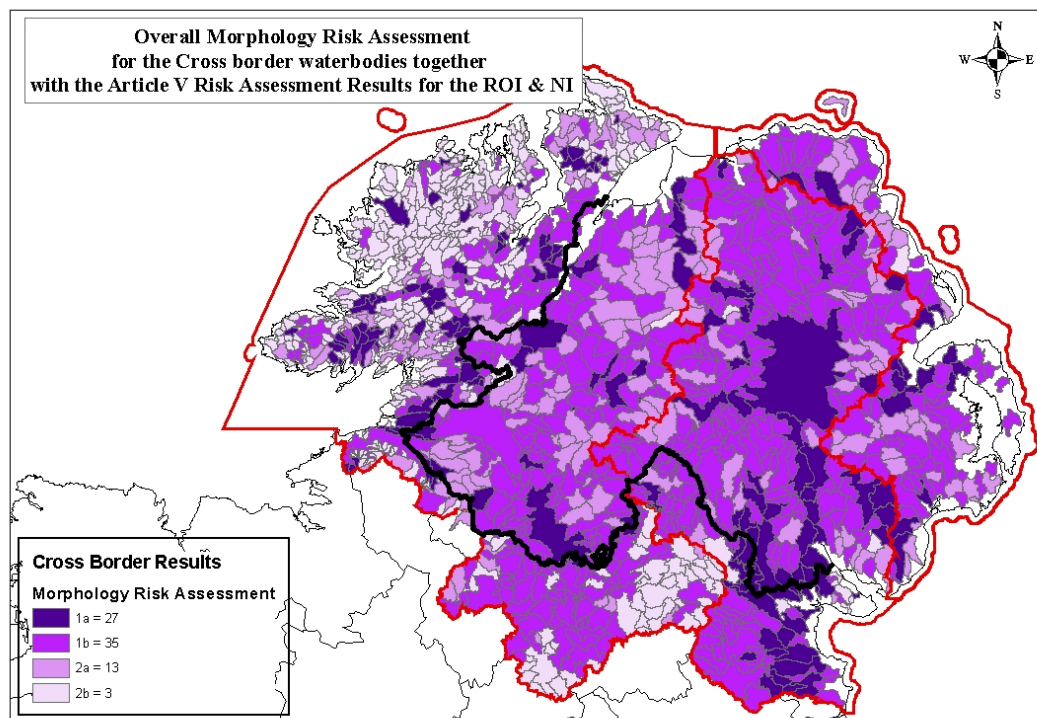 Overall Morphology Risk Assessment
for the Cross border waterbodies together
with the Article V Risk Assessment Results for the ROI & NI
N
W E
S
Cross Border Results
Morphology Risk Assessment
1a = 27
1b = 35
2a = 13
2b = 3